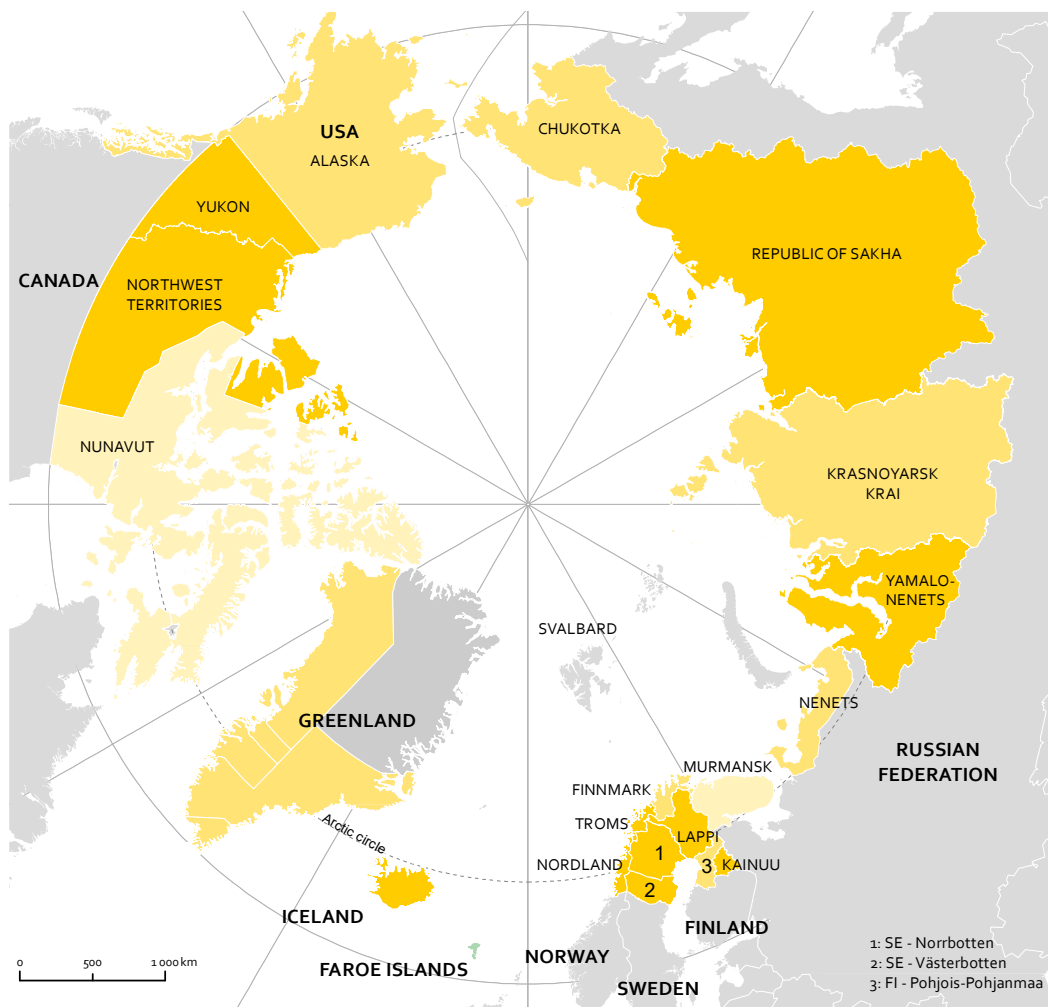 USA
ALASKA
CHUKOTKA
YUKON
REPUBLIC OF SAKHA
CANADA
NORTHWEST
TERRITORIES
NUNAVUT
KRASNOYARSK
KRAI
YAMALO-
NENETS
SVALBARD
NENETS
GREENLAND
RUSSIAN
FEDERATION
MURMANSK
FINNMARK
TROMS
Arctic circle
LAPPI
1
NORDLAND
3
KAINUU
2
ICELAND
FINLAND
NORWAY
FAROE ISLANDS
SWEDEN
0 500 1 000 km
1: SE - Norrbotten
2: SE - Västerbotten
3: FI - Pohjois-Pohjanmaa